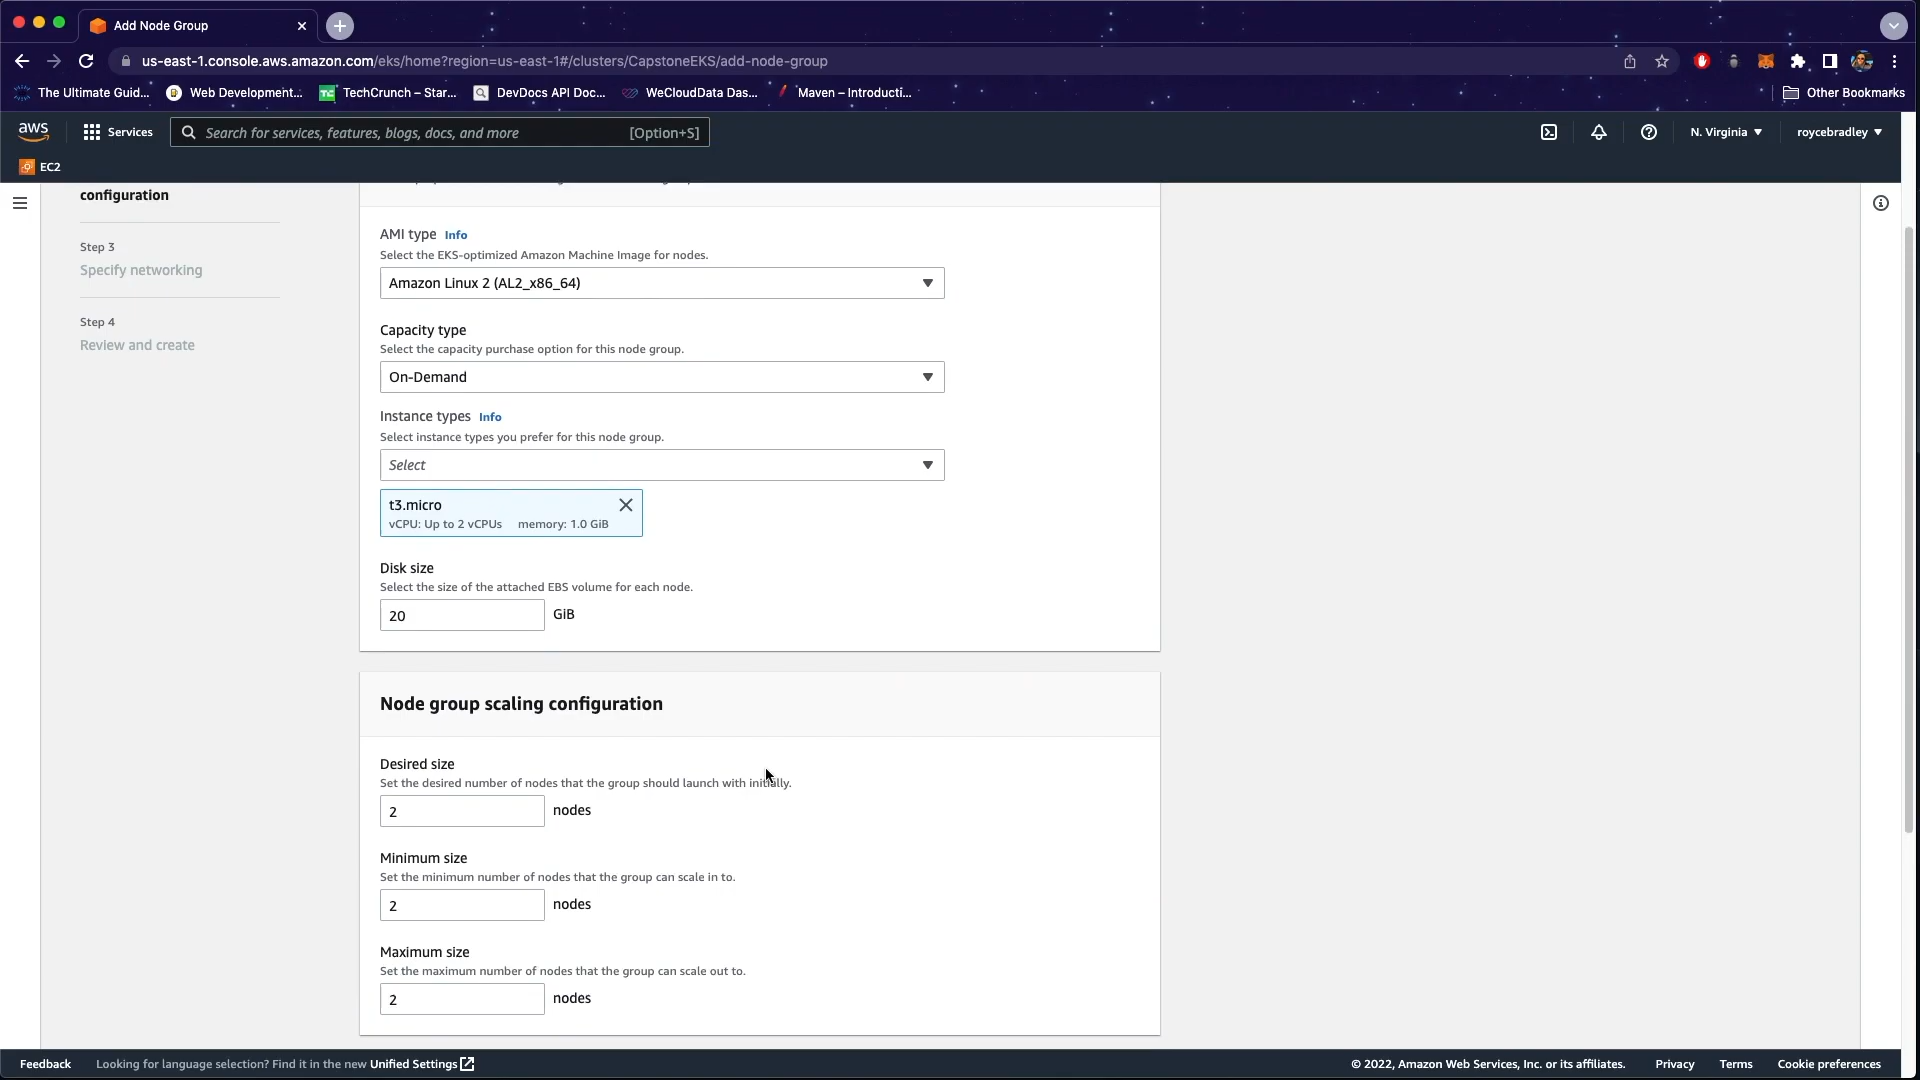 Add Node Group
us-east-1.console.aws.amazon.com/eks/home?region=us-east-1#/clusters/CapstoneEKS/add-node-group
The Ultimate Guid...
Web Development...
TechCrunch – Star...
DevDocs API Doc...
WeCloudData Das...
Maven – Introducti...
Other Bookmarks
aws
Services
Search for services, features, blogs, docs, and more
[Option+S]
N. Virginia
roycebradley
EC2
configuration
Step 3
Specify networking
Step 4
Review and create
AMI type Info
Select the EKS-optimized Amazon Machine Image for nodes.
Amazon Linux 2 (AL2_x86_64)
Capacity type
Select the capacity purchase option for this node group.
On-Demand
Instance types Info
Select instance types you prefer for this node group.
Select
t3.micro
vCPU: Up to 2 vCPUs memory: 1.0 GiB
Disk size
Select the size of the attached EBS volume for each node.
20 GiB
Node group scaling configuration
Desired size
Set the desired number of nodes that the group should launch with initially.
2 nodes
Minimum size
Set the minimum number of nodes that the group can scale in to.
2 nodes
Maximum size
Set the maximum number of nodes that the group can scale out to.
2 nodes
Feedback
Looking for language selection? Find it in the new Unified Settings
© 2022, Amazon Web Services, Inc. or its affiliates.
Privacy
Terms
Cookie preferences